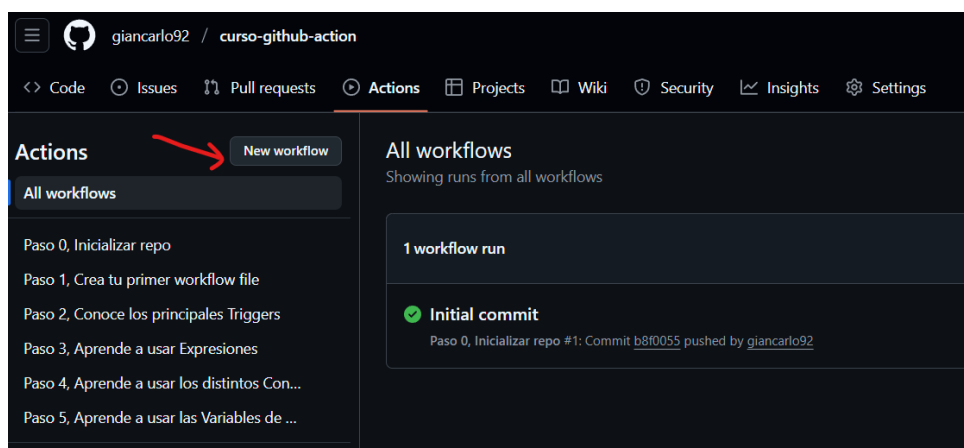 giancarlo92 / curso-github-action
<> Code Issues Pull requests Actions Projects Wiki Security Insights Settings
Actions
New workflow
All workflows
Paso 0, Inicializar repo
Paso 1, Crea tu primer workflow file
Paso 2, Conoce los principales Triggers
Paso 3, Aprende a usar Expresiones
Paso 4, Aprende a usar los distintos Con...
Paso 5, Aprende a usar las Variables de ...
All workflows
Showing runs from all workflows
1 workflow run
Initial commit
Paso 0, Inicializar repo #1: Commit b8f0055 pushed by giancarlo92